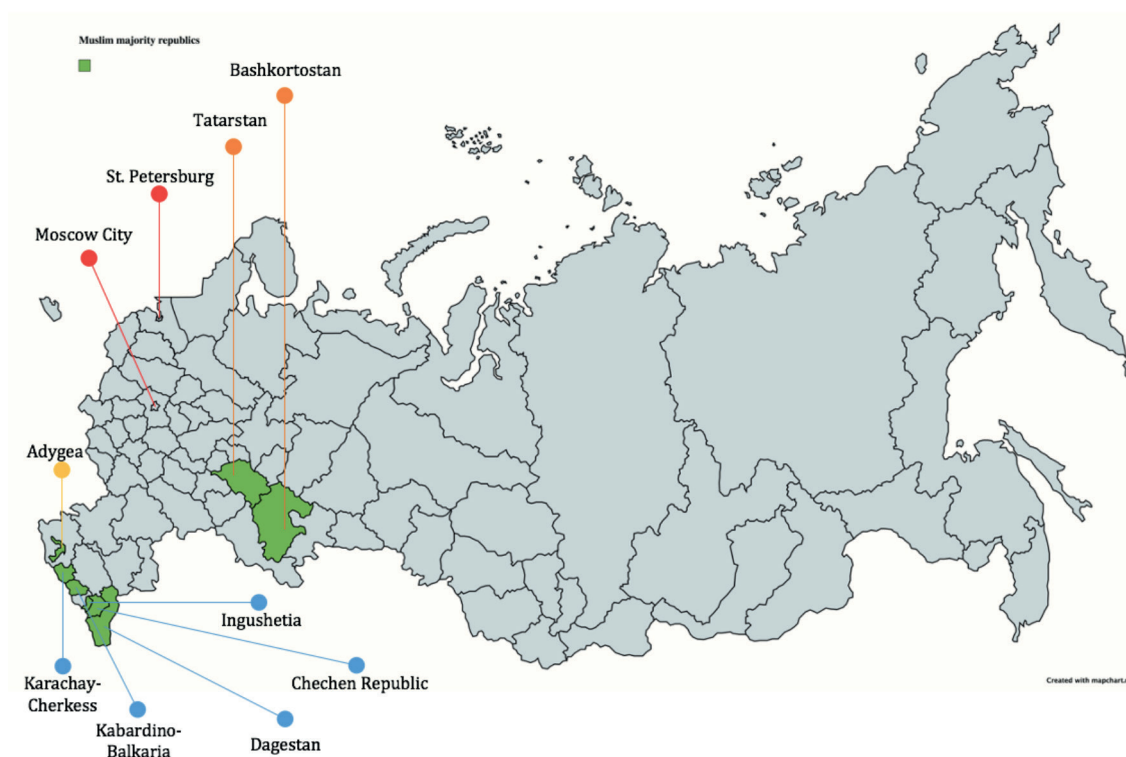 Muslim majority republics
Bashkortostan
Tatarstan
St. Petersburg
Moscow City
Adygea
Ingushetia
Karachay-
Cherkess
Chechen Republic
Kabardino-
Balkaria
Dagestan
Created with mapchart.